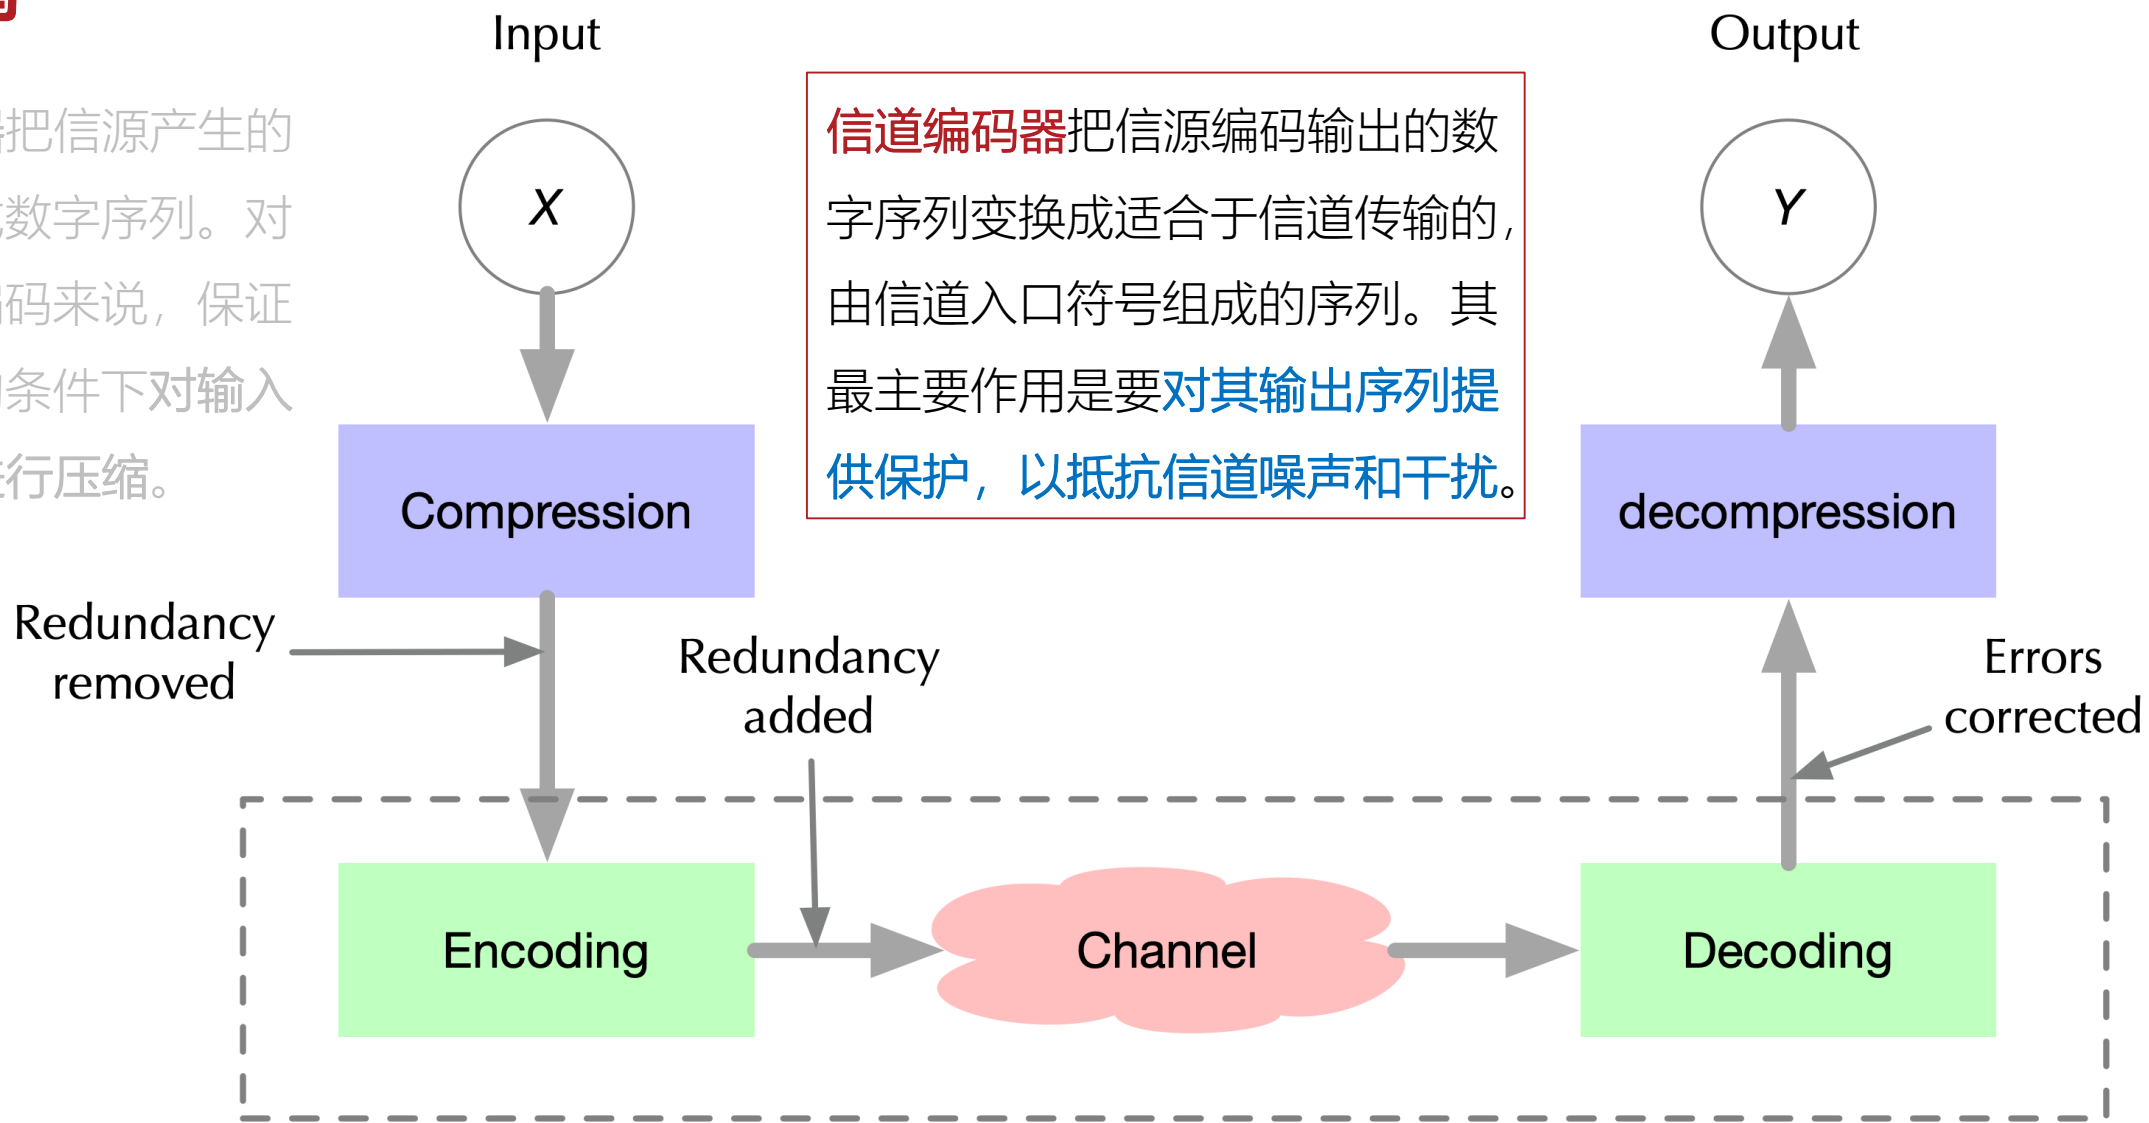 Input
Output
把信源产生的
数字序列。对
码来说，保证
条件下对输入
行压缩。
信道编码器把信源编码输出的数
字序列变换成适合于信道传输的，
由信道入口符号组成的序列。其
最主要作用是要对其输出序列提
供保护，以抵抗信道噪声和干扰。
X
Y
Compression
decompression
Redundancy
removed
Redundancy
added
Errors
corrected
Encoding
Channel
Decoding